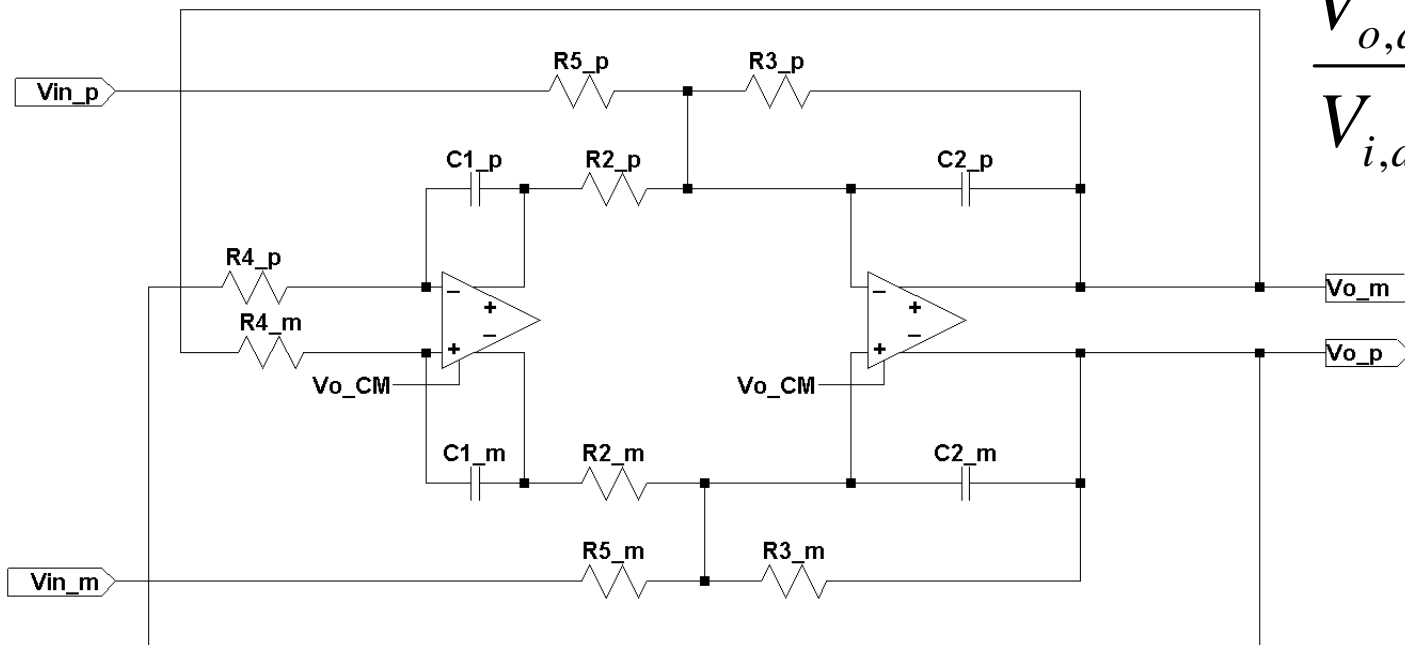 R5_p
R3_p
Vin_p
C1_p
R2_p
C2_p
R4_p
R4_m
− + − +
− + − +
Vo_CM
Vo_CM
Vo_m
Vo_p
C1_m
R2_m
C2_m
R5_m
R3_m
Vin_m